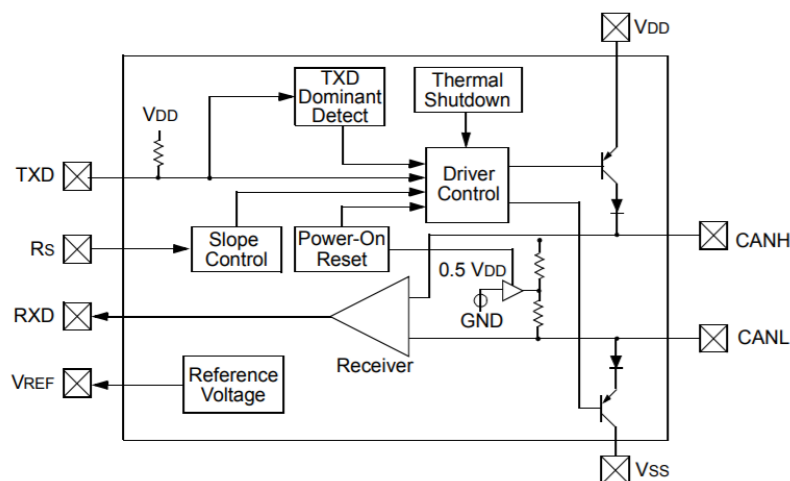 VDD
TXD
Dominant
Detect
Thermal
Shutdown
VDD
TXD
Driver
Control
RS
Slope
Control
Power-On
Reset
CANH
0.5 VDD
GND
RXD
CANL
Receiver
VREF
Reference
Voltage
VSS